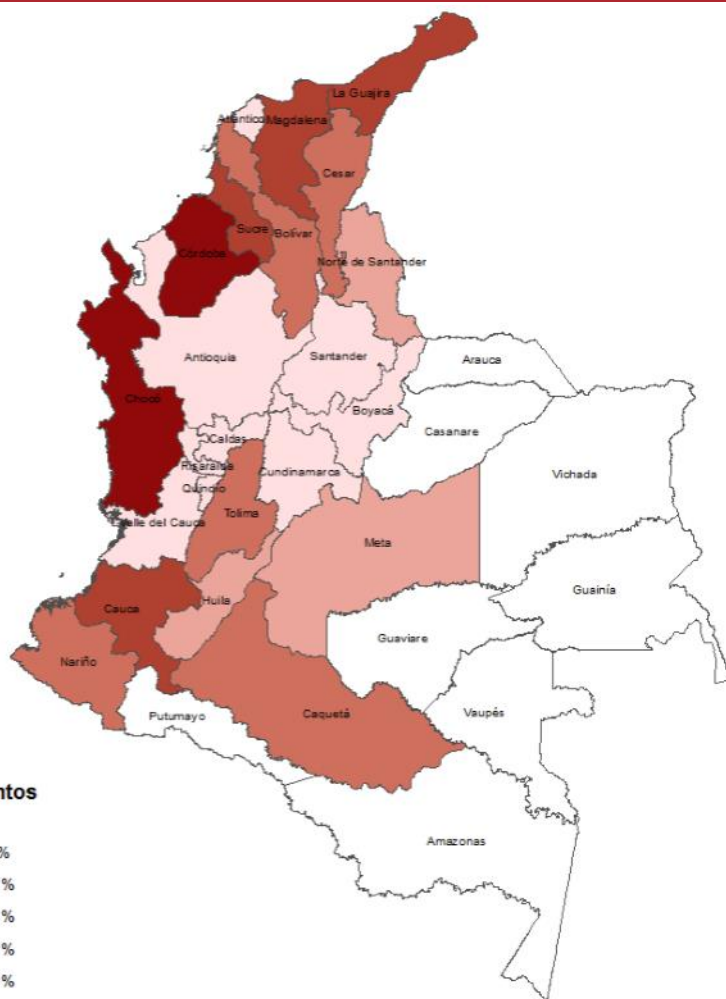 La Guajira
Atlántico
Magdalena
Cesar
Sucre
Bolívar
Córdoba
Norte de Santander
Antioquia
Santander
Arauca
Chocó
Boyacá
Casanare
Caldas
Risaralda
Cundinamarca
Vichada
Quindío
Tolima
Valle del Cauca
Meta
Guainía
Huila
Cauca
Guaviare
Nariño
Caquetá
Vaupés
Putumayo
ntos
%
%
%
%
%
Amazonas